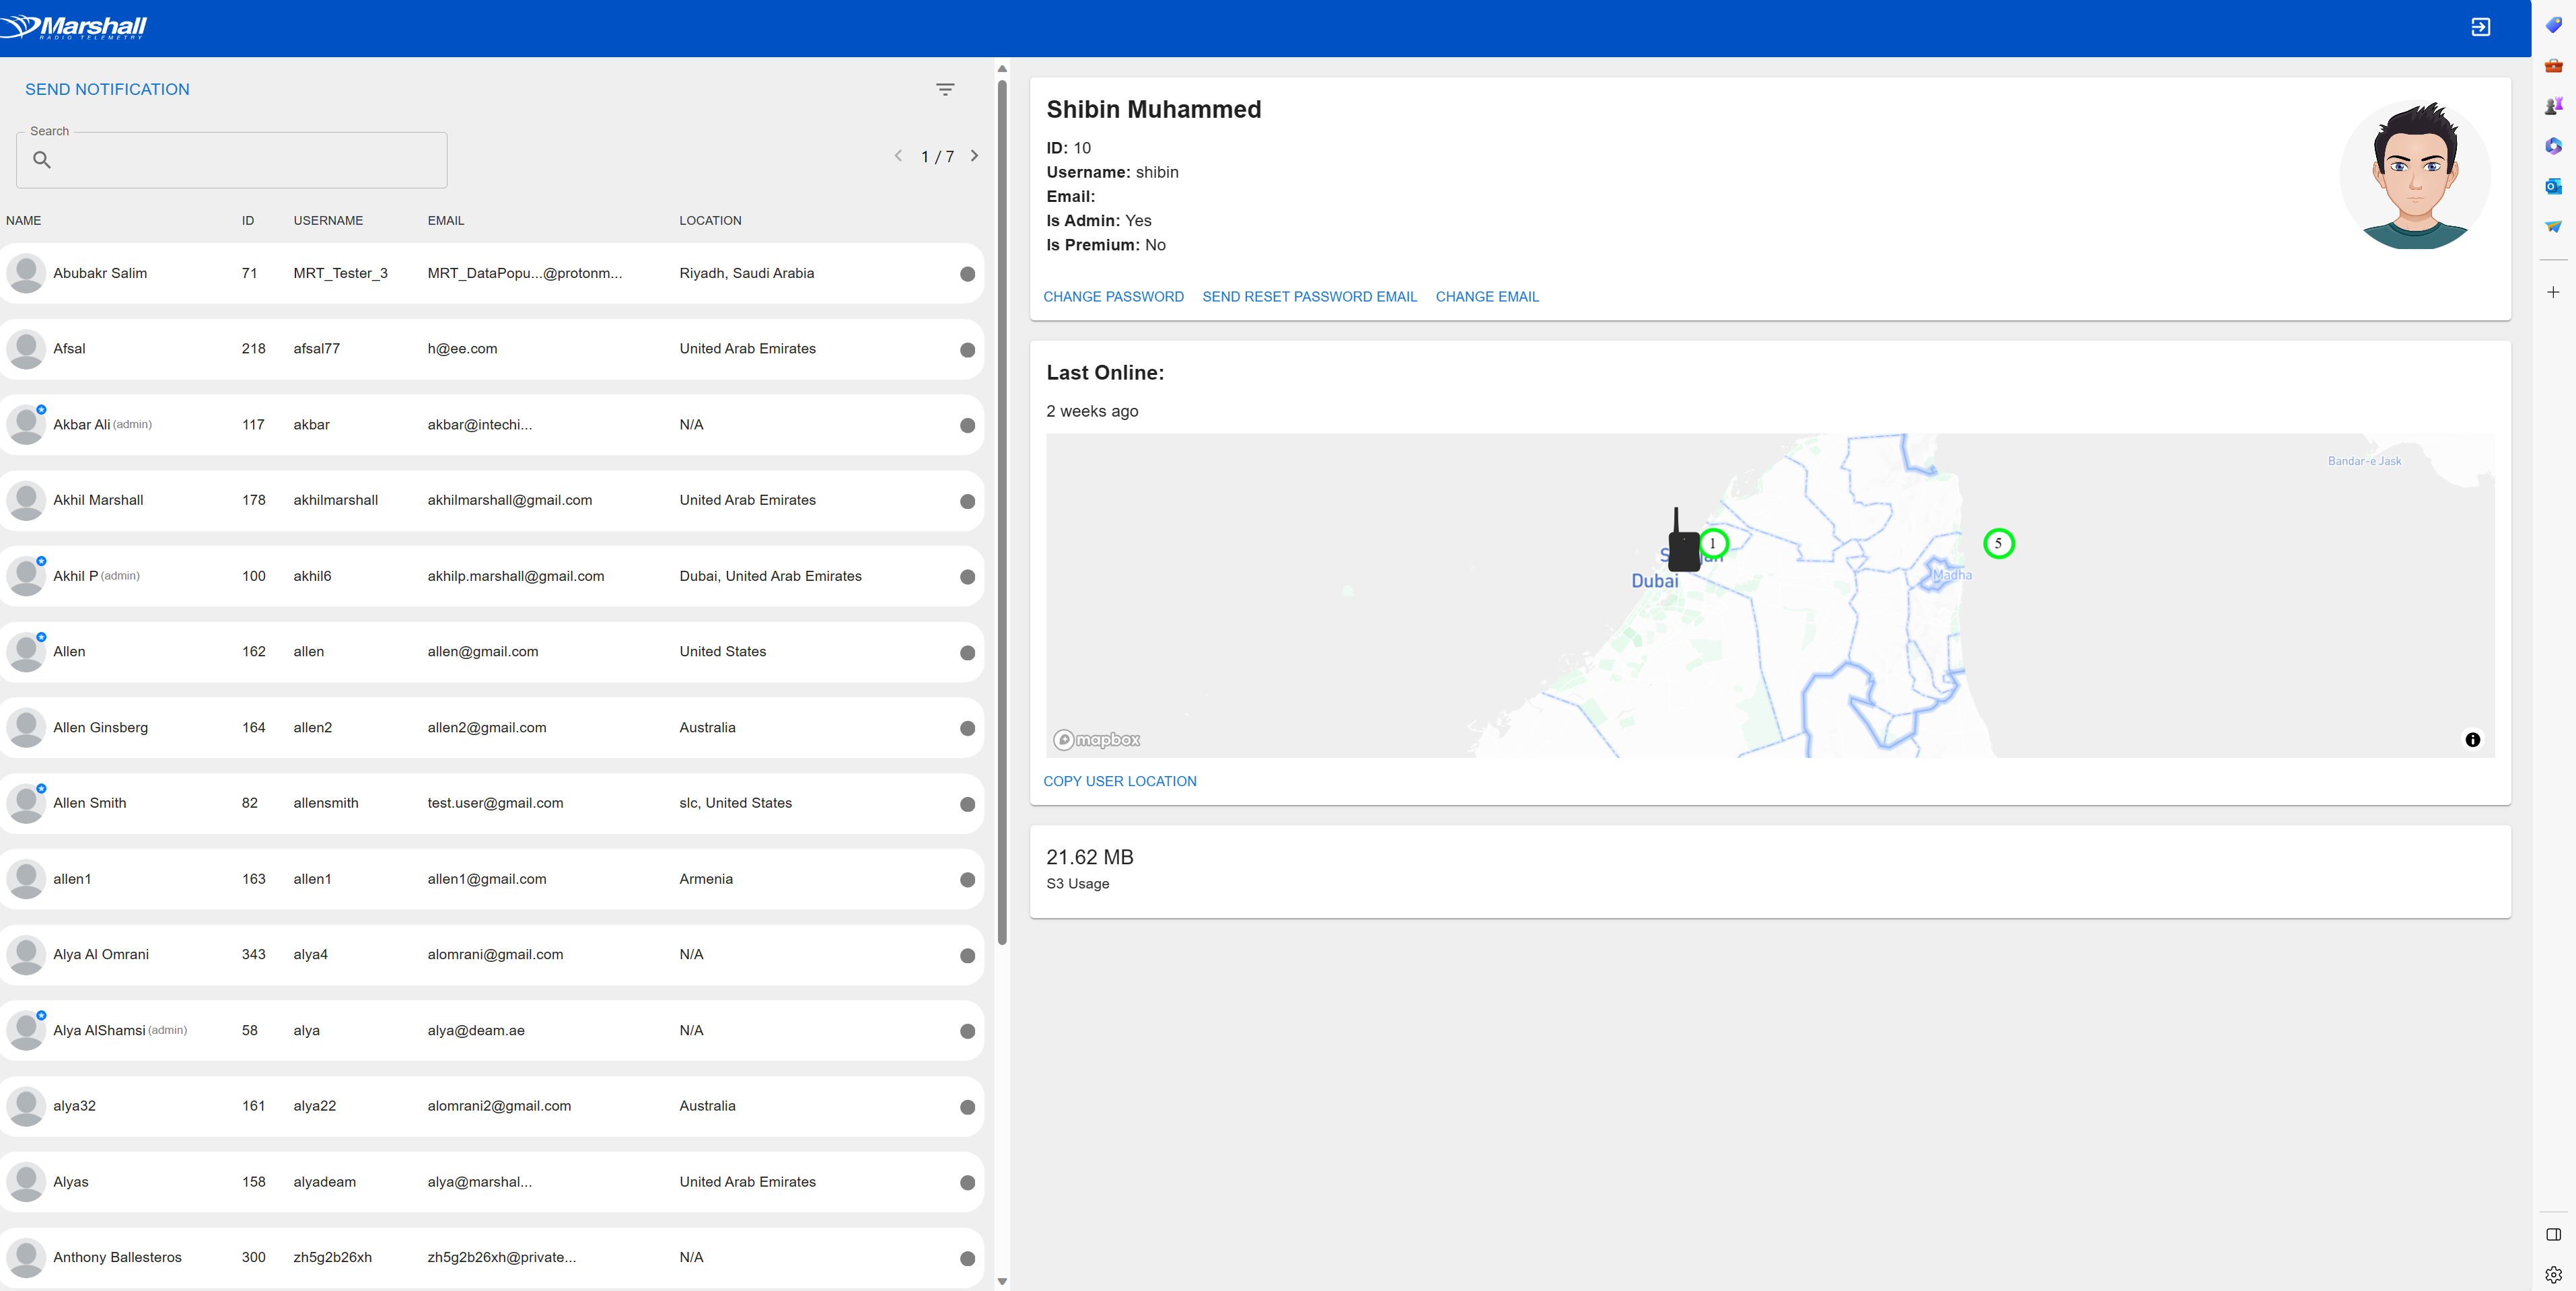 Marshall
RADIO TELEMETRY
SEND NOTIFICATION
Search
1 / 7
NAME ID USERNAME EMAIL LOCATION
Abubakr Salim 71 MRT_Tester_3 MRT_DataPopu...@protonm... Riyadh, Saudi Arabia
Afsal 218 afsal77 h@ee.com United Arab Emirates
Akbar Ali (admin) 117 akbar akbar@intechi... N/A
Akhil Marshall 178 akhilmarshall akhilmarshall@gmail.com United Arab Emirates
Akhil P (admin) 100 akhil6 akhilp.marshall@gmail.com Dubai, United Arab Emirates
Allen 162 allen allen@gmail.com United States
Allen Ginsberg 164 allen2 allen2@gmail.com Australia
Allen Smith 82 allensmith test.user@gmail.com slc, United States
allen1 163 allen1 allen1@gmail.com Armenia
Alya Al Omrani 343 alya4 alomrani@gmail.com N/A
Alya AlShamsi (admin) 58 alya alya@deam.ae N/A
alya32 161 alya22 alomrani2@gmail.com Australia
Alyas 158 alyadeam alya@marshal... United Arab Emirates
Anthony Ballesteros 300 zh5g2b26xh zh5g2b26xh@private... N/A
Shibin Muhammed
ID: 10
Username: shibin
Email:
Is Admin: Yes
Is Premium: No
CHANGE PASSWORD SEND RESET PASSWORD EMAIL CHANGE EMAIL
Last Online:
2 weeks ago
Bandar-e Jask
1
5
Dubai
Madha
mapbox
COPY USER LOCATION
21.62 MB
S3 Usage